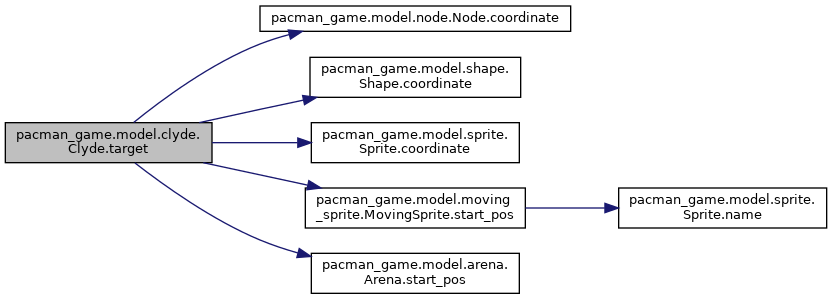 pacman_game.model.node.Node.coordinate
pacman_game.model.shape.
Shape.coordinate
pacman_game.model.clyde.
Clyde.target
pacman_game.model.sprite.
Sprite.coordinate
pacman_game.model.moving
_sprite.MovingSprite.start_pos
pacman_game.model.sprite.
Sprite.name
pacman_game.model.arena.
Arena.start_pos